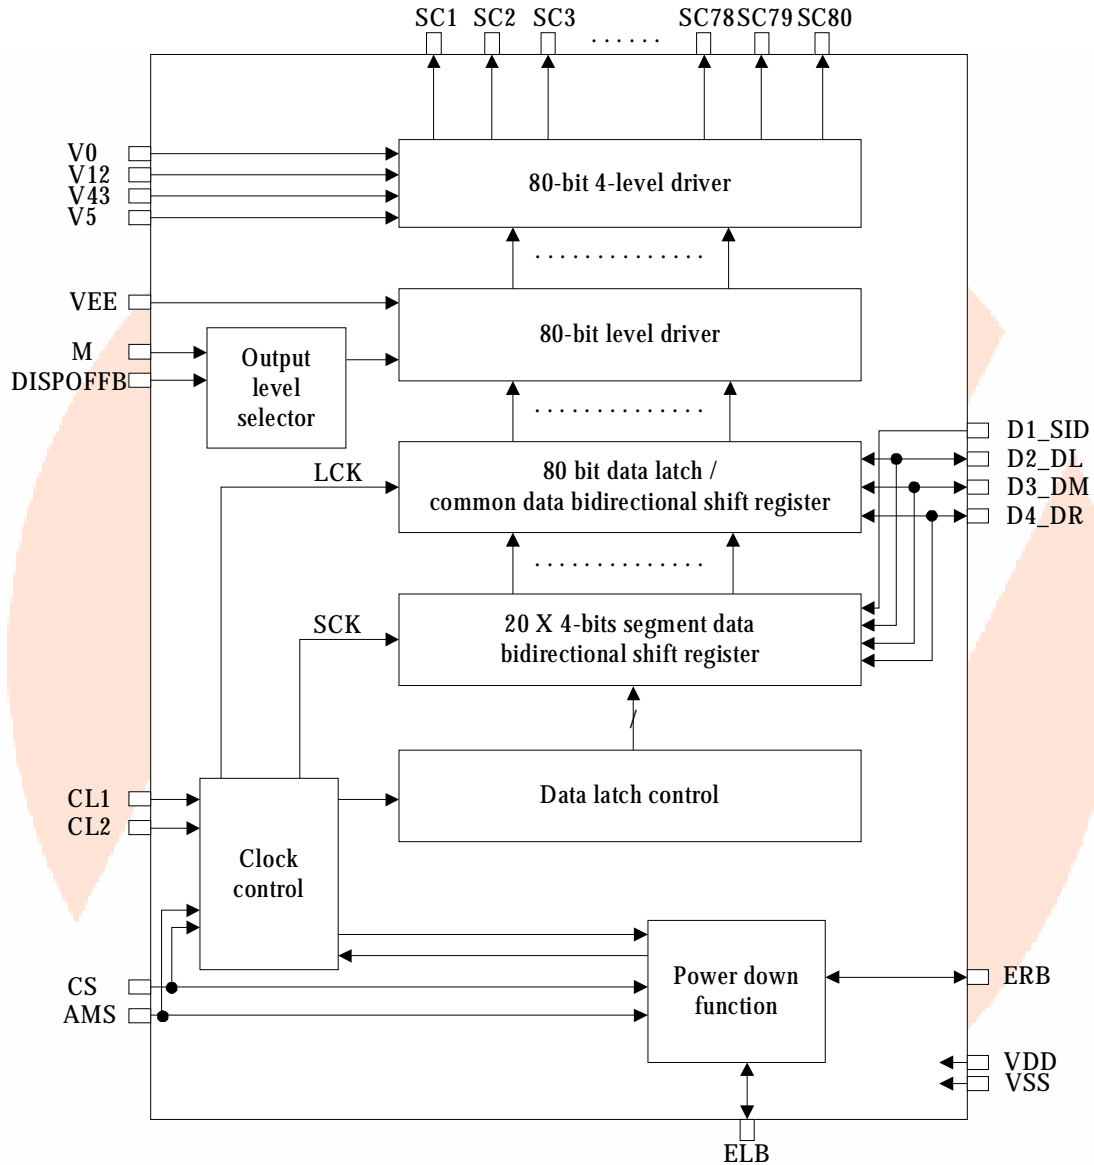 SC1 SC2 SC3 ...... SC78 SC79 SC80
V0
V12
V43
V5
80-bit 4-level driver
..............
VEE
80-bit level driver
M
DISPOFFB
Output
level
selector
..............
D1_SID
D2_DL
D3_DM
D4_DR
LCK
80 bit data latch /
common data bidirectional shift register
..............
SCK
20 X 4-bits segment data
bidirectional shift register
CL1
CL2
Data latch control
Clock
control
CS
AMS
Power down
function
ERB
VDD
VSS
ELB